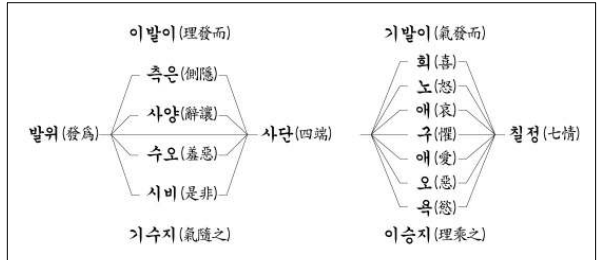 이발이(理發而) 기발이(氣發而)
측은(惻隱) 희(喜)
노(怒)
사양(辭讓) 애(哀)
발위(發爲) 사단(四端) 구(懼) 칠정(七情)
수오(羞惡) 애(愛)
오(惡)
시비(是非) 욕(慾)
기수지(氣隨之) 이승지(理乘之)